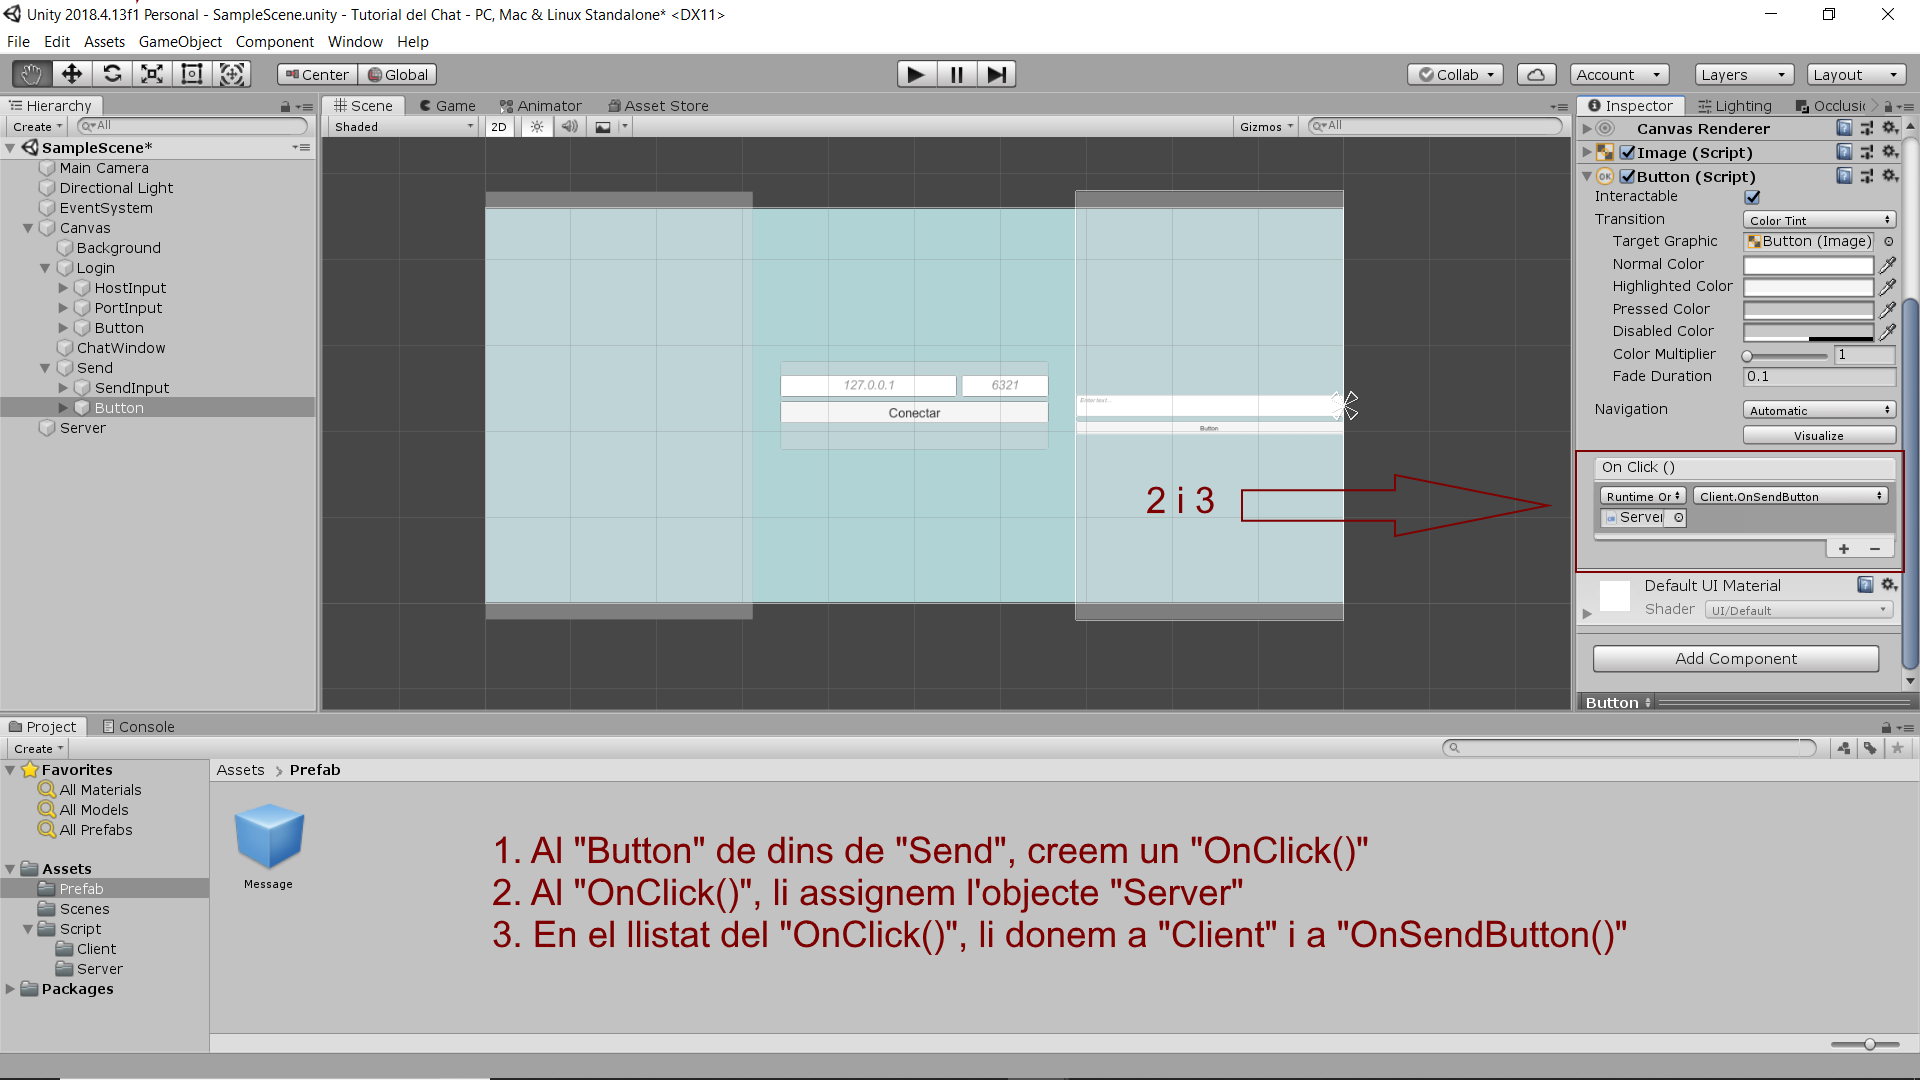 Unity 2018.4.13f1 Personal - SampleScene.unity - Tutorial del Chat - PC, Mac & Linux Standalone* <DX11>
File Edit Assets GameObject Component Window Help
Center Global Collab Account Layers Layout
Hierarchy
Create All
SampleScene*
Main Camera
Directional Light
EventSystem
Canvas
Background
Login
HostInput
PortInput
Button
ChatWindow
Send
SendInput
Button
Server
Scene Game Animator Asset Store
Shaded 2D Gizmos All
127.0.0.1 6321
Conectar
Enter text...
Button
2 i 3
Inspector Lighting Occlusi
Canvas Renderer
Image (Script)
OK Button (Script)
Interactable
Transition Color Tint
Target Graphic Button (Image)
Normal Color
Highlighted Color
Pressed Color
Disabled Color
Color Multiplier 1
Fade Duration 0.1
Navigation Automatic
Visualize
On Click ()
Runtime Or Client.OnSendButton
Server
+ −
Default UI Material
Shader UI/Default
Add Component
Button
Project Console
Create
Favorites
All Materials
All Models
All Prefabs
Assets
Prefab
Scenes
Script
Client
Server
Packages
Assets > Prefab
Message
1. Al "Button" de dins de "Send", creem un "OnClick()"
2. Al "OnClick()", li assignem l'objecte "Server"
3. En el llistat del "OnClick()", li donem a "Client" i a "OnSendButton()"